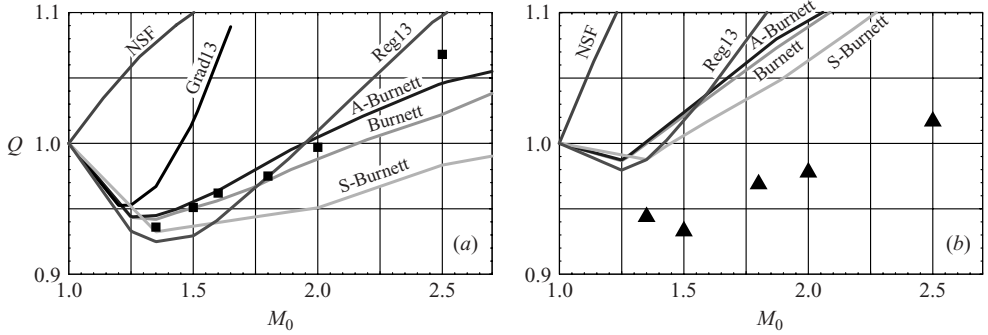 1.1
1.0
0.9
Q
1.0
1.5
2.0
2.5
M0
NSF
Grad13
Reg13
A-Burnett
Burnett
S-Burnett
(a)
1.1
1.0
0.9
1.0
1.5
2.0
2.5
M0
NSF
Reg13
A-Burnett
Burnett
S-Burnett
(b)